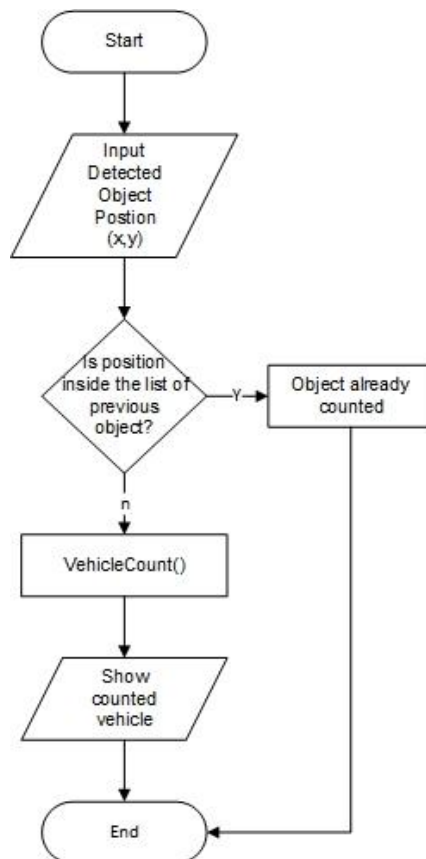 Start
Input
Detected
Object
Postion
(x,y)
Is position
inside the list of
previous
object?
Y
Object already
counted
n
VehicleCount()
Show
counted
vehicle
End